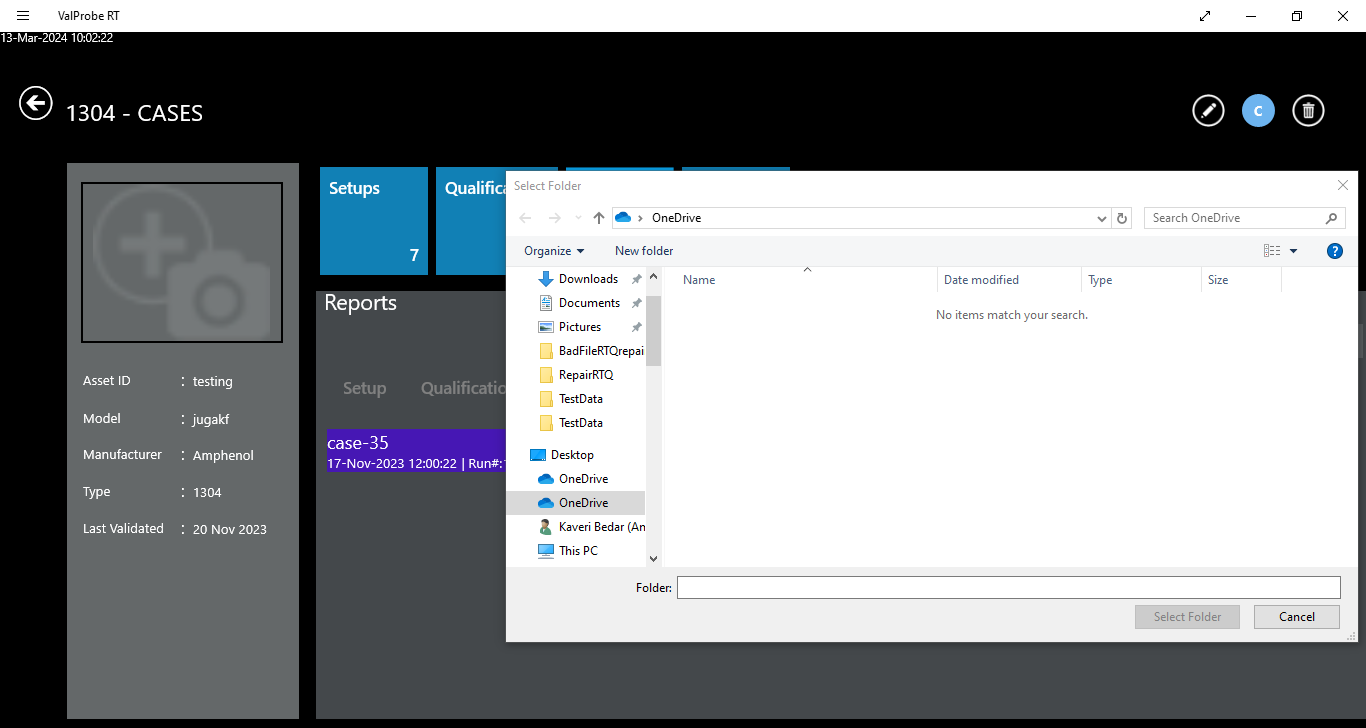 ValProbe RT
13-Mar-2024 10:02:22
1304 - CASES
C
Setups
7
Qualifica
Reports
Setup
Qualificatio
case-35
17-Nov-2023 12:00:22 | Run#:
Asset ID : testing
Model : jugakf
Manufacturer : Amphenol
Type : 1304
Last Validated : 20 Nov 2023
Select Folder
OneDrive
Search OneDrive
Organize
New folder
?
Downloads
Documents
Pictures
BadFileRTQrepai
RepairRTQ
TestData
TestData
Desktop
OneDrive
OneDrive
Kaveri Bedar (An
This PC
Name Date modified Type Size
No items match your search.
Folder:
Select Folder Cancel